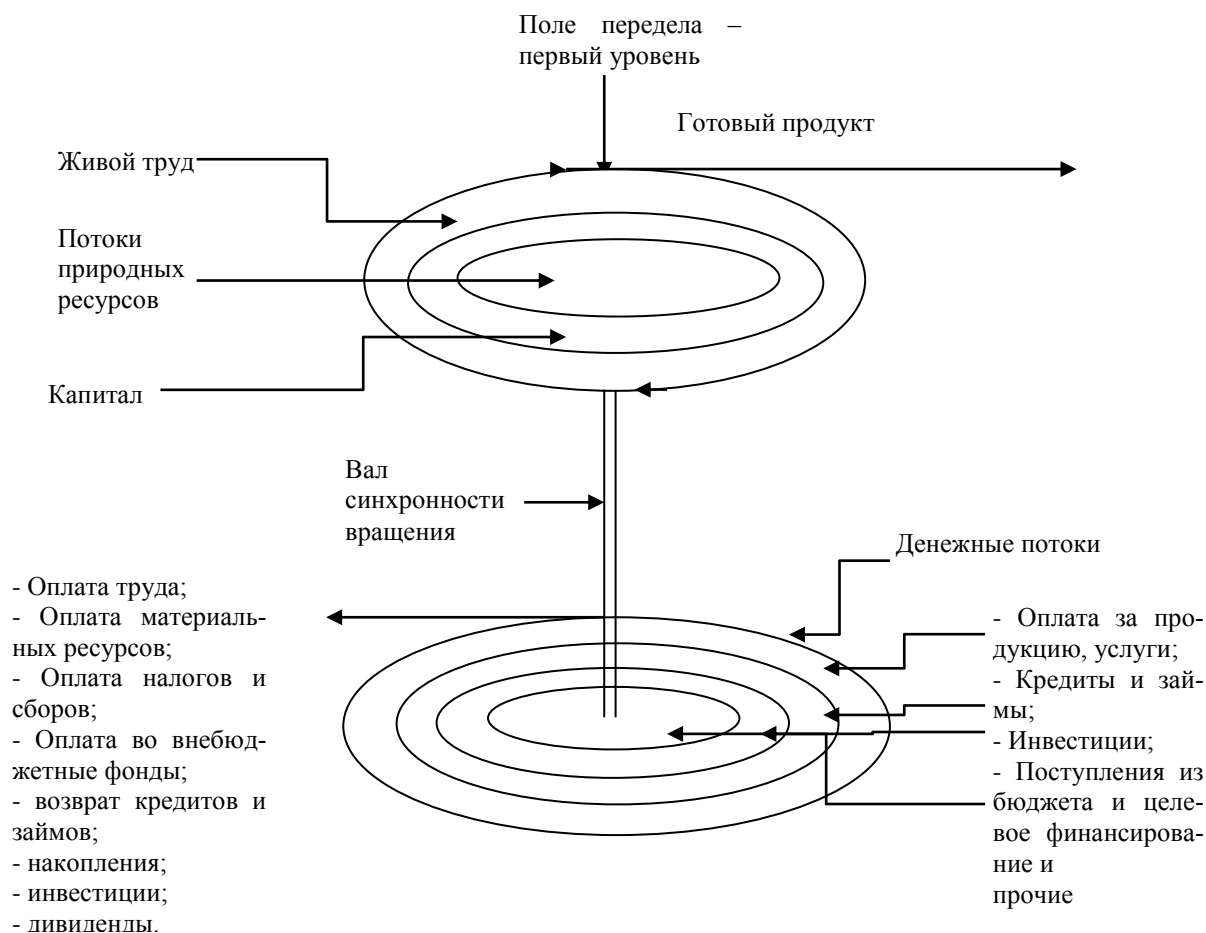 Поле передела –
первый уровень
Готовый продукт
Живой труд
Потоки
природных
ресурсов
Капитал
Вал
синхронности
вращения
Денежные потоки
- Оплата труда;
- Оплата материаль-
ных ресурсов;
- Оплата налогов и
сборов;
- Оплата во внебюд-
жетные фонды;
- возврат кредитов и
займов;
- накопления;
- инвестиции;
- дивиденды.
- Оплата за про-
дукцию, услуги;
- Кредиты и зай-
мы;
- Инвестиции;
- Поступления из
бюджета и целе-
вое финансирова-
ние и
прочие